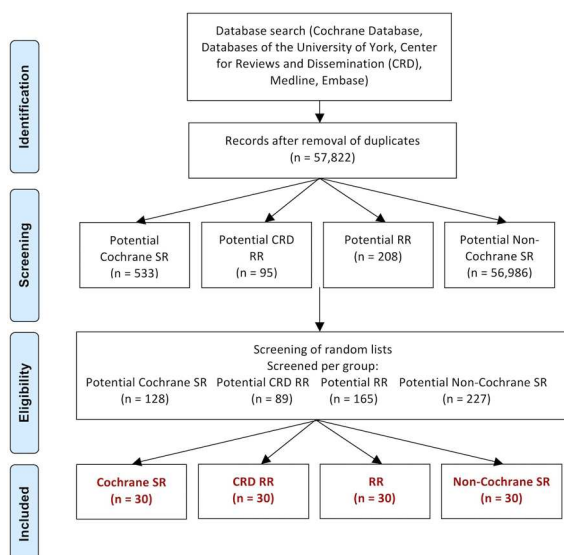 Identification
Database search (Cochrane Database,
Databases of the University of York, Center
for Reviews and Dissemination (CRD),
Medline, Embase)
Records after removal of duplicates
(n = 57,822)
Screening
Potential
Cochrane SR
(n = 533)
Potential CRD
RR
(n = 95)
Potential RR
(n = 208)
Potential Non-
Cochrane SR
(n = 56,986)
Eligibility
Screening of random lists
Screened per group:
Potential Cochrane SR Potential CRD RR Potential RR Potential Non-Cochrane SR
(n = 128) (n = 89) (n = 165) (n = 227)
Included
Cochrane SR
(n = 30)
CRD RR
(n = 30)
RR
(n = 30)
Non-Cochrane SR
(n = 30)